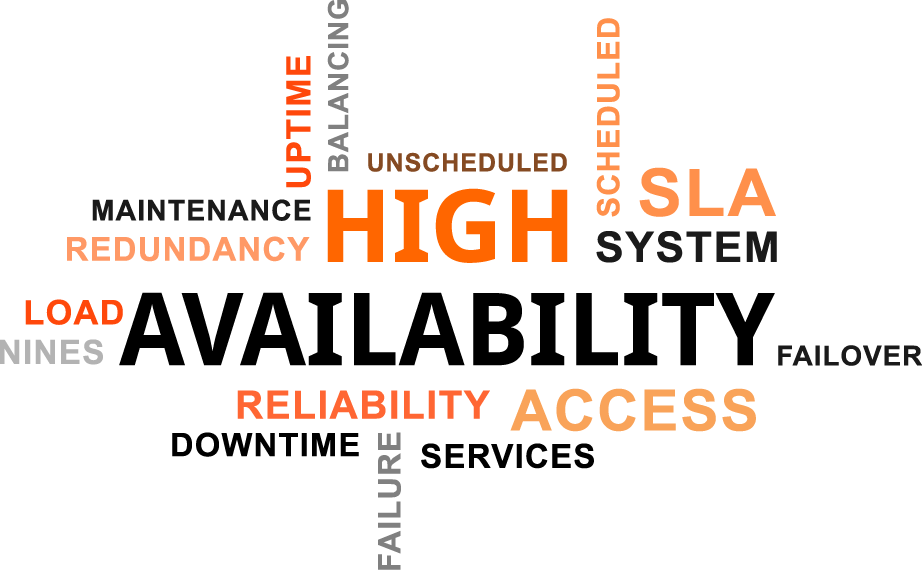 BALANCING
SCHEDULED
UPTIME
UNSCHEDULED
SLA
MAINTENANCE
HIGH
REDUNDANCY
SYSTEM
LOAD
AVAILABILITY
NINES
FAILOVER
RELIABILITY
ACCESS
DOWNTIME
SERVICES
FAILURE